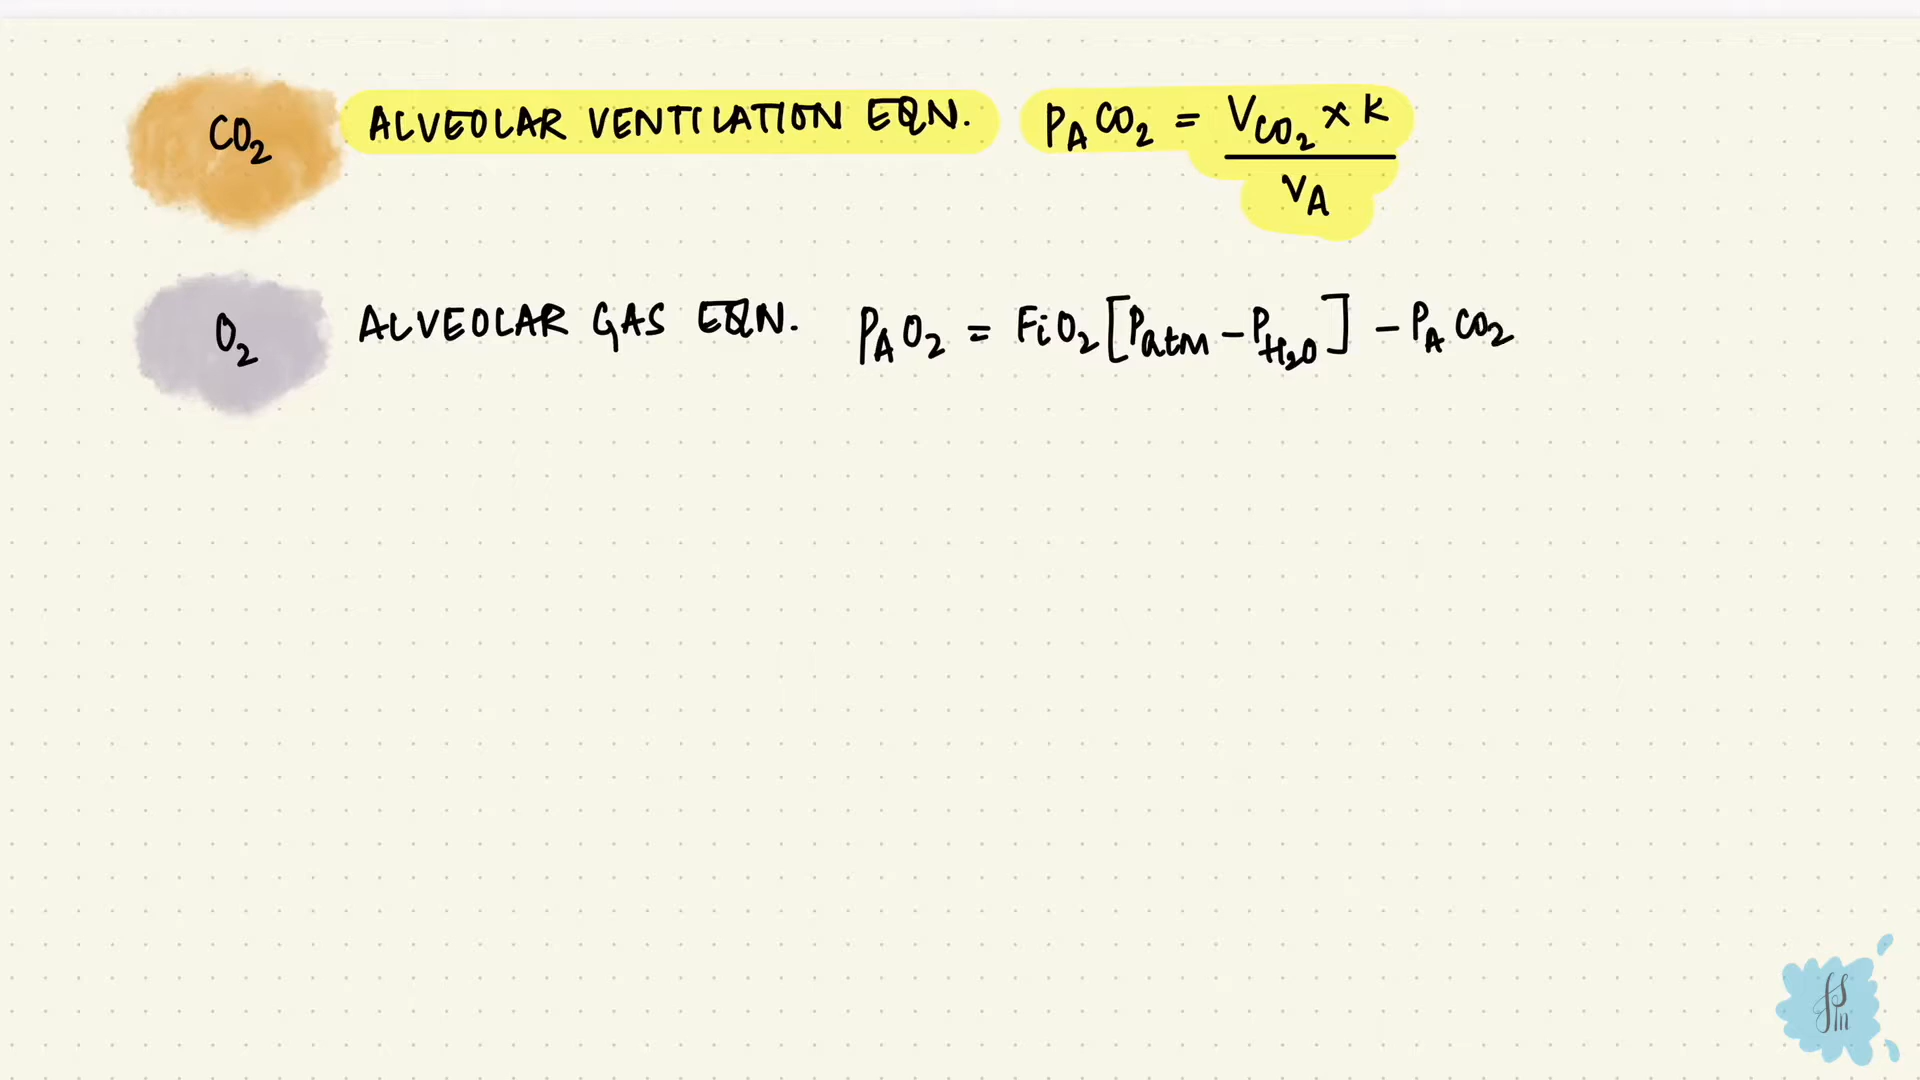 CO₂ ALVEOLAR VENTILATION EQN. PACO₂ = VCO₂ x K
VA
O₂ ALVEOLAR GAS EQN. PAO₂ = FiO₂[Patm - PH₂O] - PACO₂